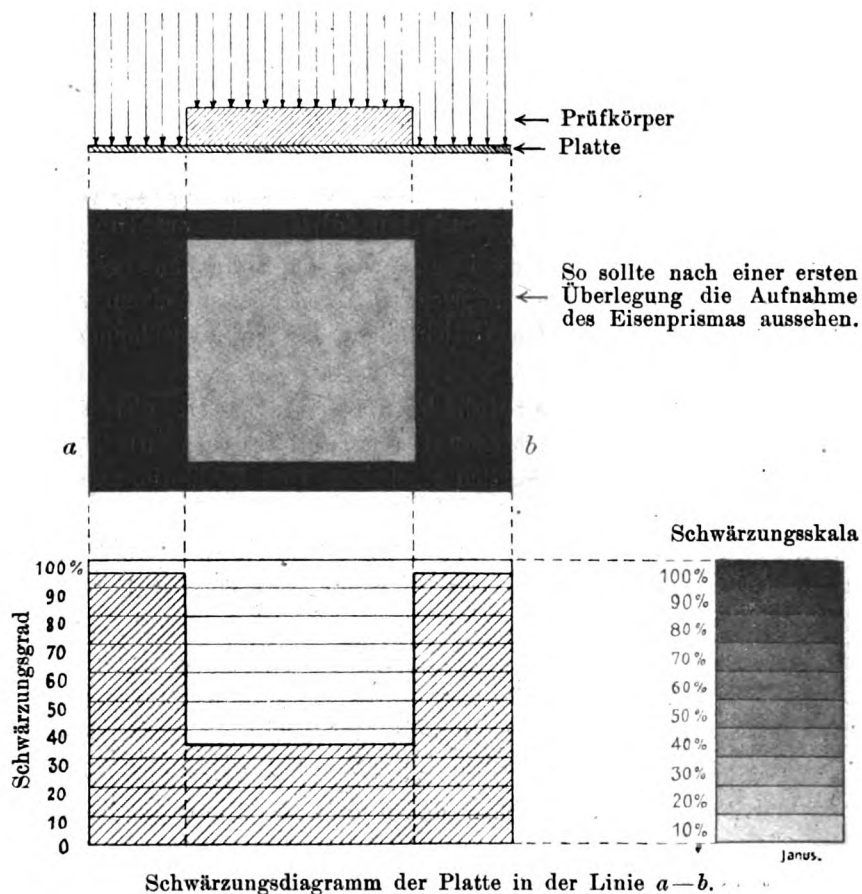 Prüfkörper
Platte
So sollte nach einer ersten
Überlegung die Aufnahme
des Eisenprismas aussehen.
a
b
Schwärzungsskala
Schwärzungsgrad
100%
90
80
70
60
50
40
30
20
10
0
100%
90%
80%
70%
60%
50%
40%
30%
20%
10%
Janus.
Schwärzungsdiagramm der Platte in der Linie a—b.